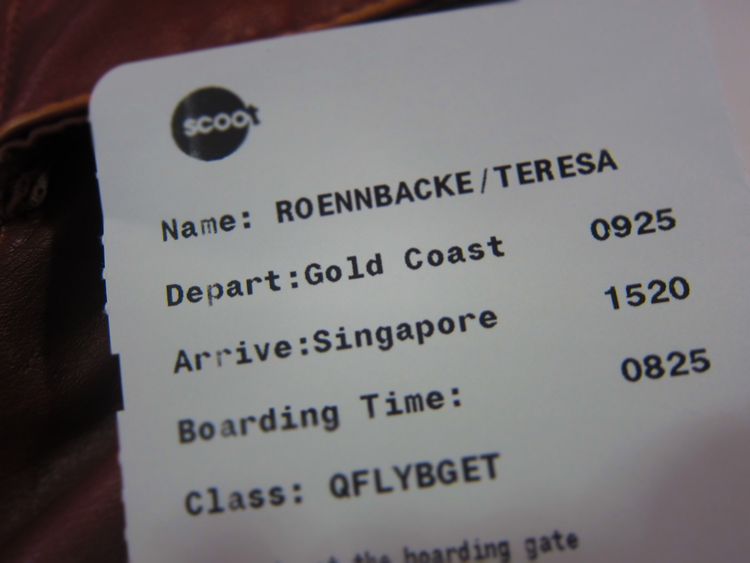 scoot
Name: ROENNBACKE/TERESA
Depart:Gold Coast 0925
Arrive:Singapore 1520
Boarding Time: 0825
Class: QFLYBGET
the boarding gate